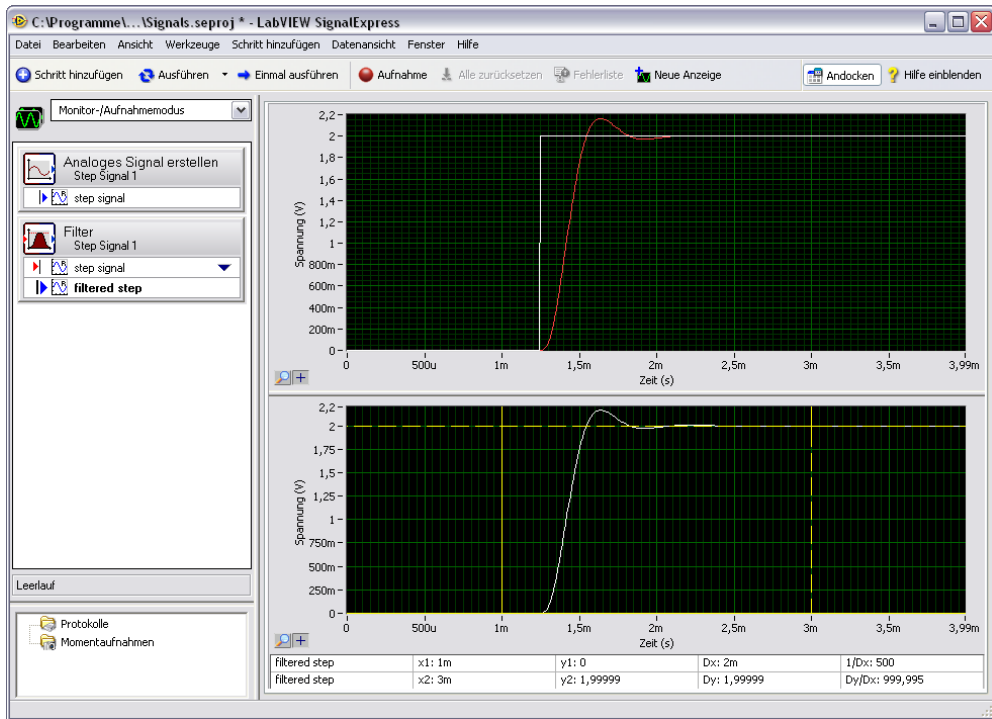 C:\Programme\...\Signals.seproj * - LabVIEW SignalExpress
Datei Bearbeiten Ansicht Werkzeuge Schritt hinzufügen Datenansicht Fenster Hilfe
Schritt hinzufügen Ausführen Einmal ausführen Aufnahme Alle zurücksetzen Fehlerliste Neue Anzeige Andocken Hilfe einblenden
Monitor-/Aufnahmemodus
Analoges Signal erstellen
Step Signal 1
step signal
Filter
Step Signal 1
step signal
filtered step
Leerlauf
Protokolle
Momentaufnahmen
Spannung (V)
2,2
2
1,8
1,6
1,4
1,2
1
800m
600m
400m
200m
0
0 500u 1m 1,5m 2m 2,5m 3m 3,5m 3,99m
Zeit (s)
Spannung (V)
2,2
2
1,75
1,5
1,25
1
750m
500m
250m
0
0 500u 1m 1,5m 2m 2,5m 3m 3,5m 3,99m
Zeit (s)
filtered step x1: 1m y1: 0 Dx: 2m 1/Dx: 500
filtered step x2: 3m y2: 1,99999 Dy: 1,99999 Dy/Dx: 999,995